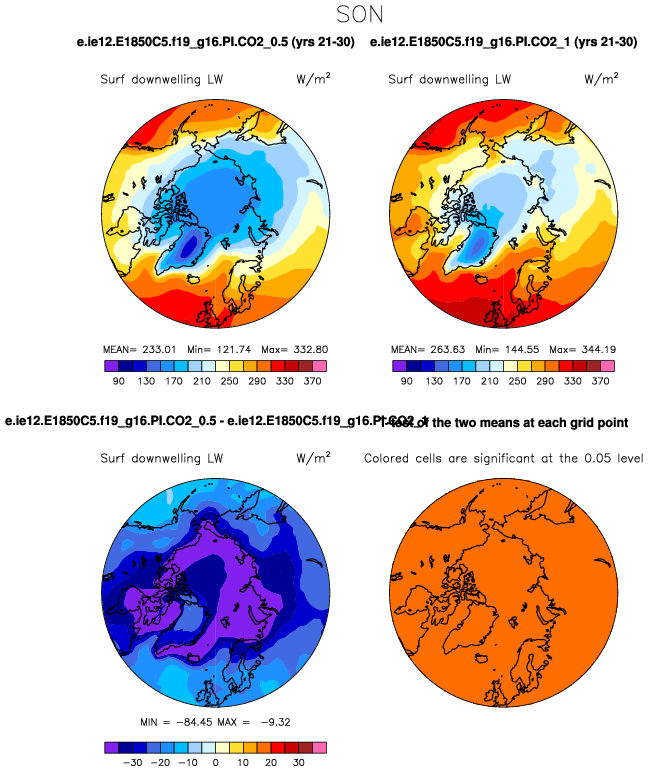 SON
e.ie12.E1850C5.f19_g16.PI.CO2_0.5 (yrs 21-30)
e.ie12.E1850C5.f19_g16.PI.CO2_1 (yrs 21-30)
Surf downwelling LW W/m²
Surf downwelling LW W/m²
MEAN= 233.01 Min= 121.74 Max= 332.80
MEAN= 263.63 Min= 144.55 Max= 344.19
90 130 170 210 250 290 330 370
90 130 170 210 250 290 330 370
e.ie12.E1850C5.f19_g16.PI.CO2_0.5 - e.ie12.E1850C5.f19_g16.PI.CO2_1
T-test of the two means at each grid point
Surf downwelling LW W/m²
Colored cells are significant at the 0.05 level
MIN = −84.45 MAX = −9.32
−30 −20 −10 0 10 20 30